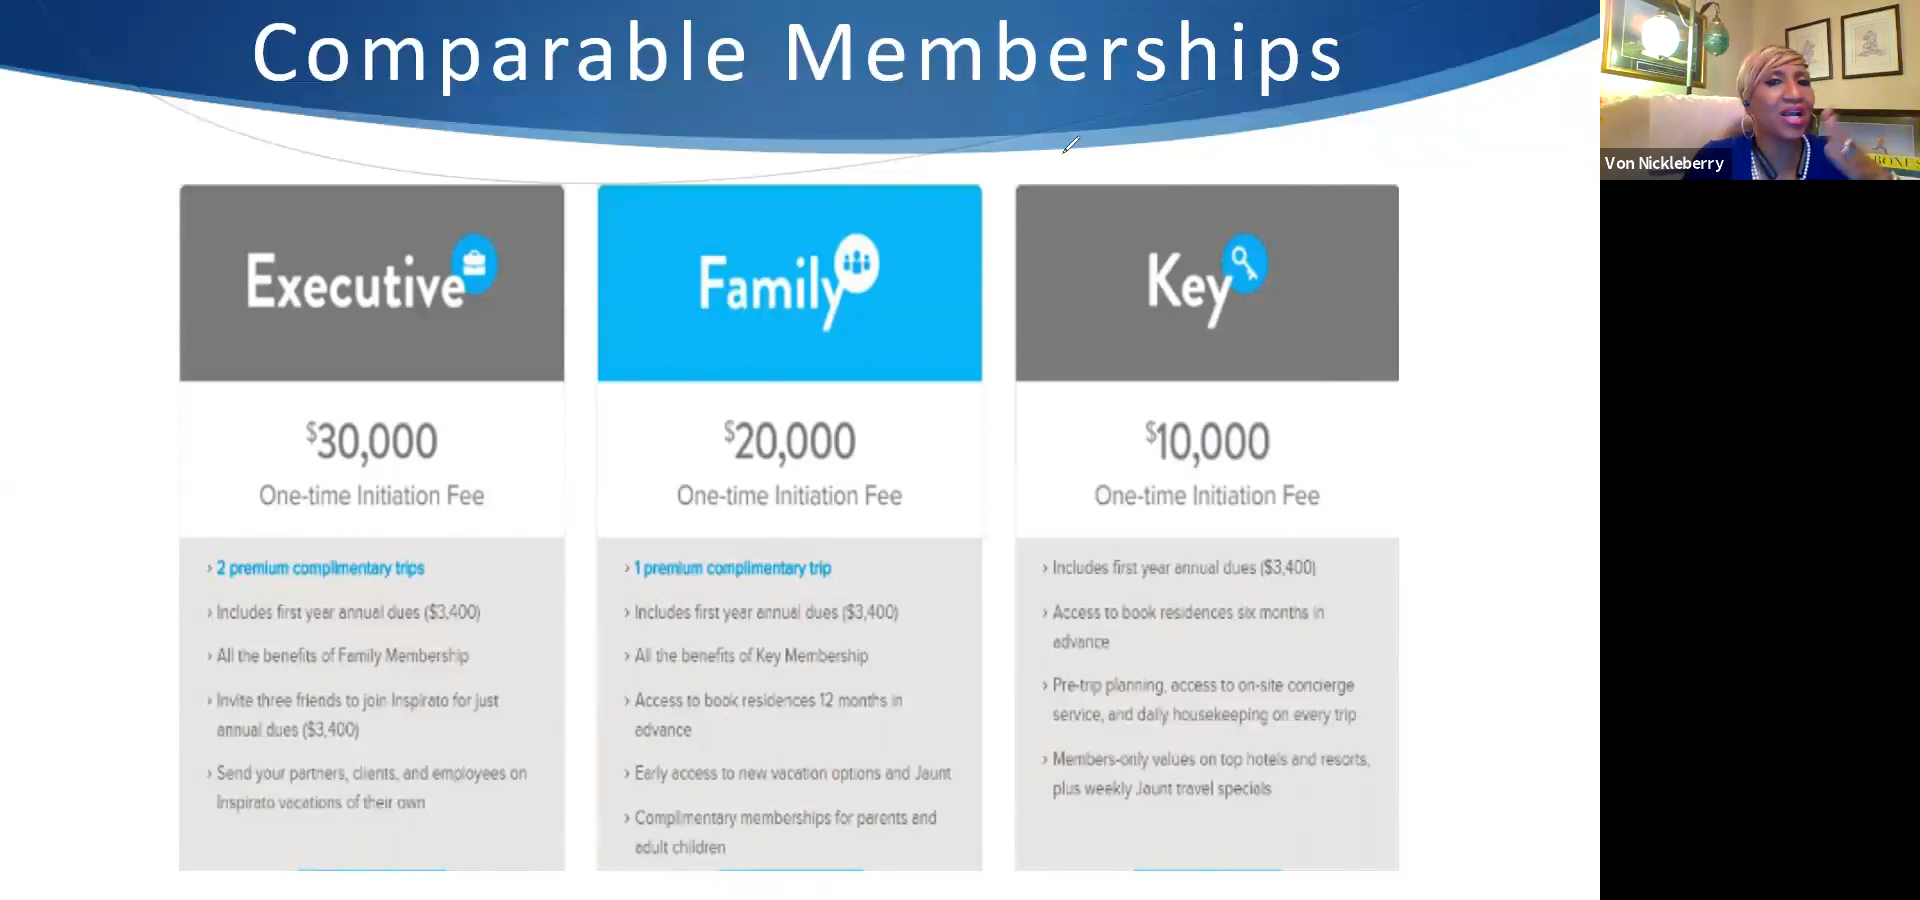 Comparable Memberships
Executive
$30,000
One-time Initiation Fee
› 2 premium complimentary trips
› Includes first year annual dues ($3,400)
› All the benefits of Family Membership
› Invite three friends to join Inspirato for just
annual dues ($3,400)
› Send your partners, clients, and employees on
Inspirato vacations of their own
Family
$20,000
One-time Initiation Fee
› 1 premium complimentary trip
› Includes first year annual dues ($3,400)
› All the benefits of Key Membership
› Access to book residences 12 months in
advance
› Early access to new vacation options and Jaunt
› Complimentary memberships for parents and
adult children
Key
$10,000
One-time Initiation Fee
› Includes first year annual dues ($3,400)
› Access to book residences six months in
advance
› Pre-trip planning, access to on-site concierge
service, and daily housekeeping on every trip
› Members-only values on top hotels and resorts,
plus weekly Jaunt travel specials
Von Nickleberry